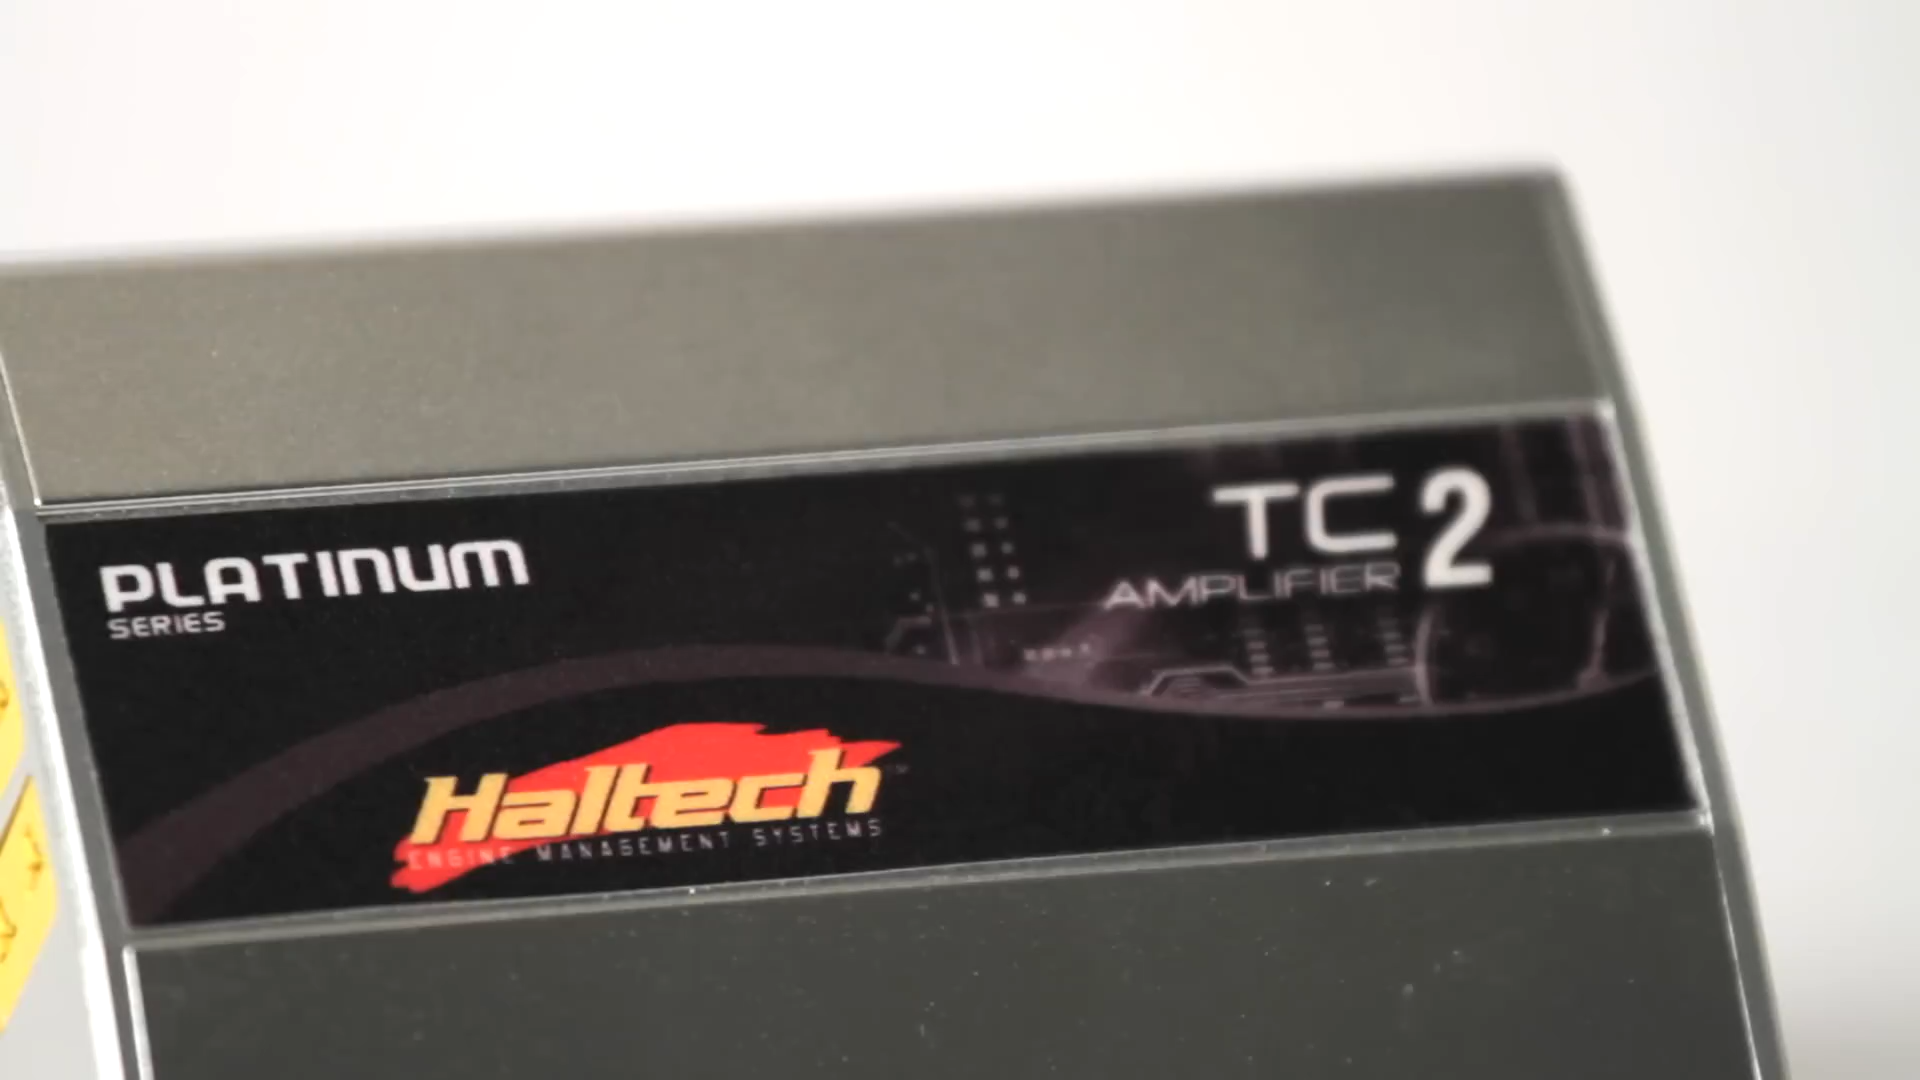 PLATINUM
SERIES
TC 2
AMPLIFIER
Haltech
ENGINE MANAGEMENT SYSTEMS